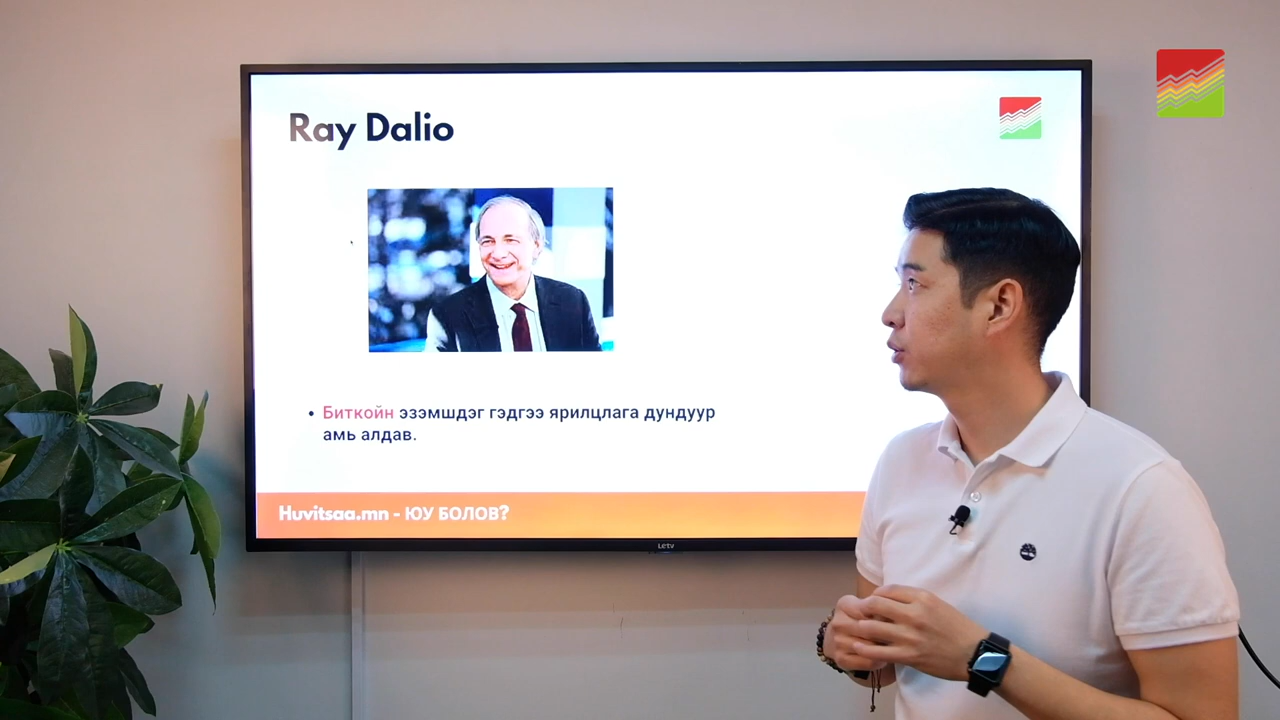 Ray Dalio
• Биткойн эзэмшдэг гэдгээ ярилцлага дундуур
амь алдав.
Huvitsaa.mn - ЮУ БОЛОВ?
LeTV